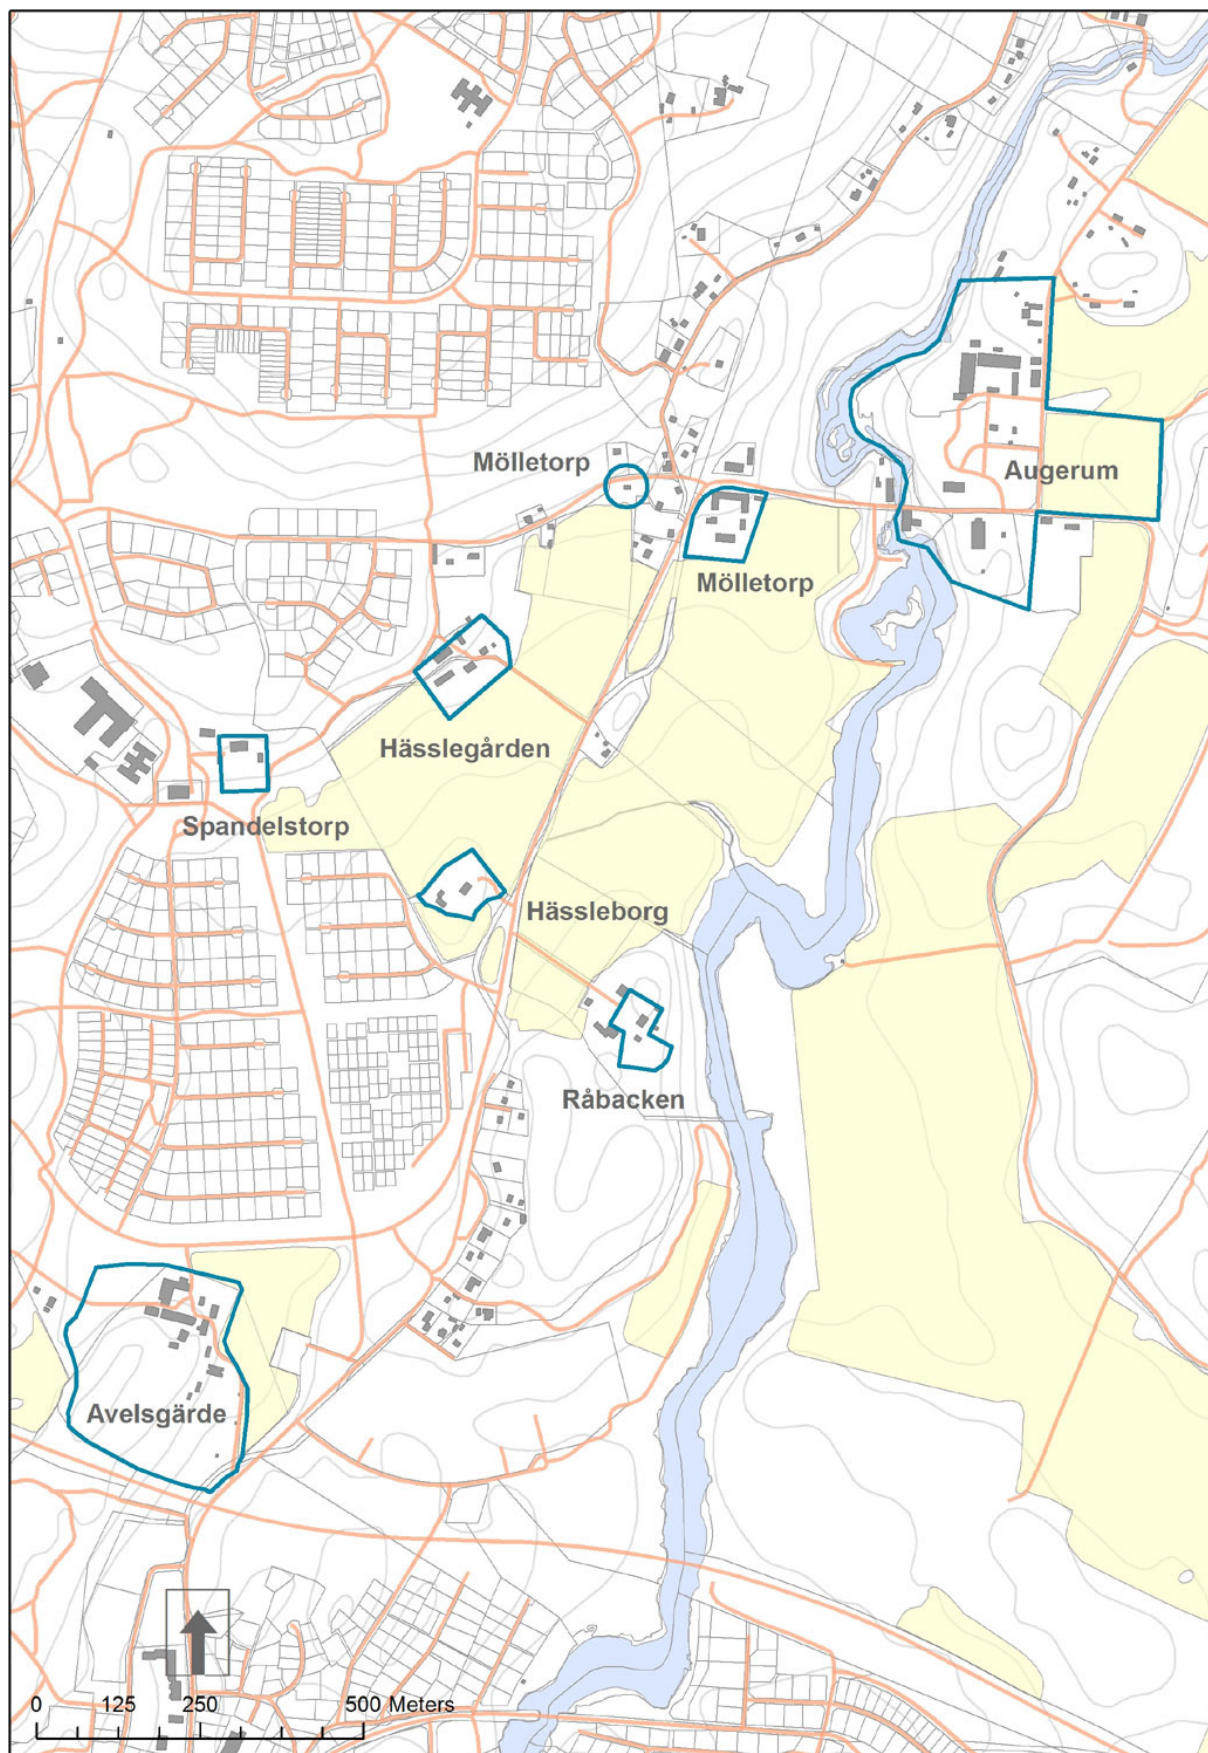 Mölletorp
Augerum
Mölletorp
Hässlegården
Spandelstorp
Hässleborg
Råbacken
Avelsgärde
0 125 250 500 Meters